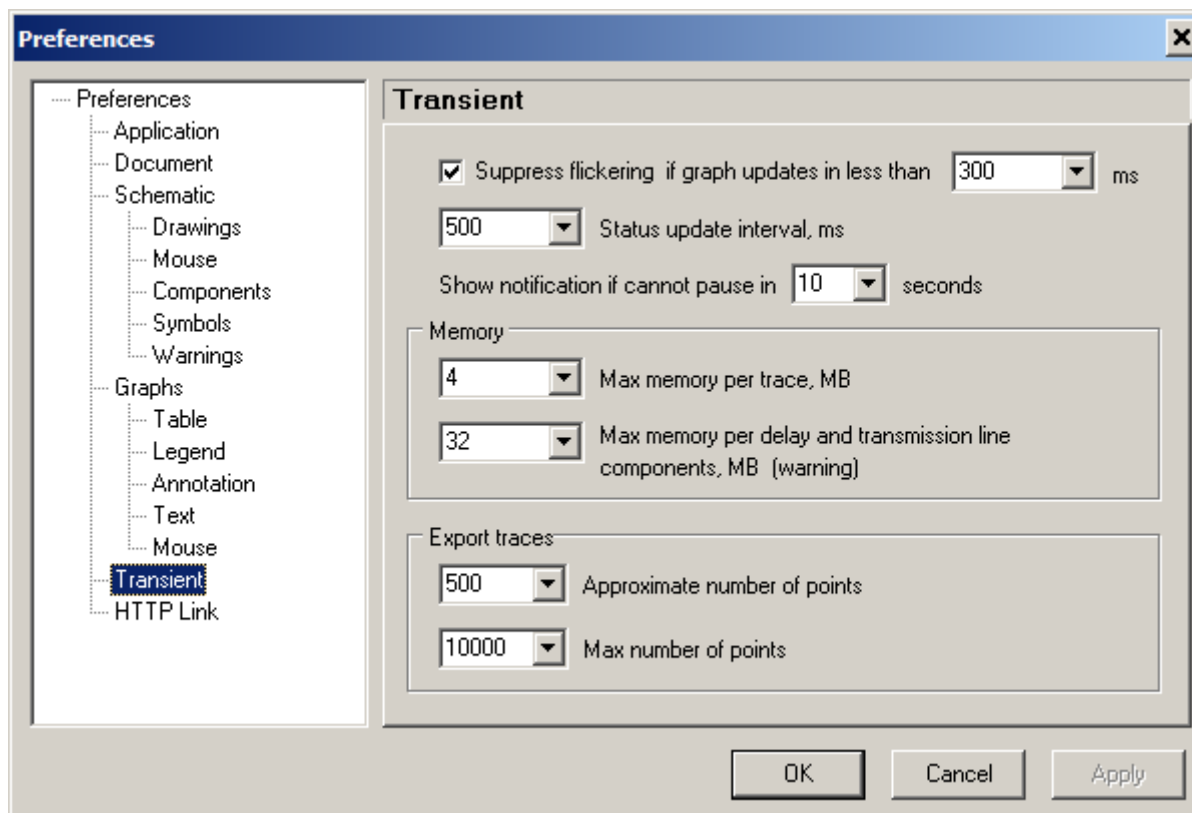 Preferences
Preferences
Application
Document
Schematic
Drawings
Mouse
Components
Symbols
Warnings
Graphs
Table
Legend
Annotation
Text
Mouse
Transient
HTTP Link
Transient
Suppress flickering if graph updates in less than 300 ms
500 Status update interval, ms
Show notification if cannot pause in 10 seconds
Memory
4 Max memory per trace, MB
32 Max memory per delay and transmission line
components, MB (warning)
Export traces
500 Approximate number of points
10000 Max number of points
OK Cancel Apply